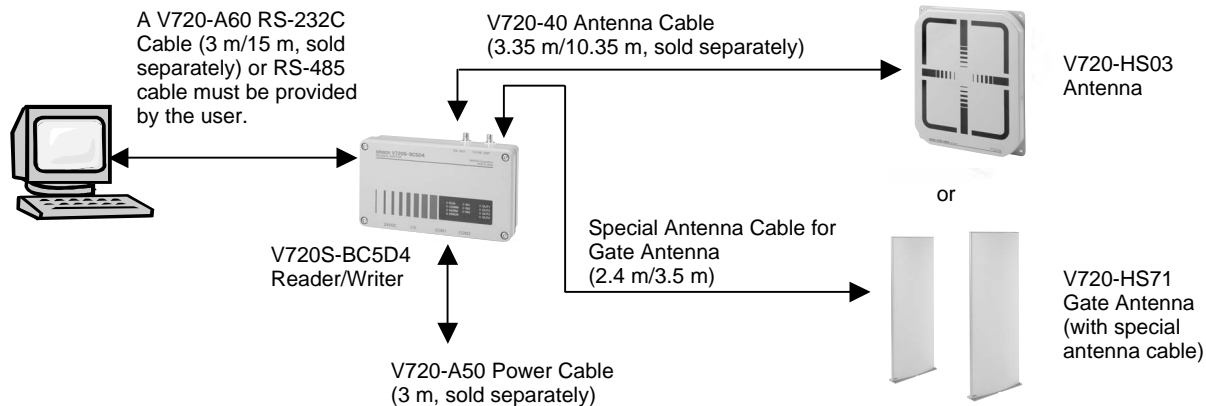 A V720-A60 RS-232C
Cable (3 m/15 m, sold
separately) or RS-485
cable must be provided
by the user.
V720-40 Antenna Cable
(3.35 m/10.35 m, sold separately)
V720-HS03
Antenna
or
V720S-BC5D4
V720S-BC5D4
Reader/Writer
Special Antenna Cable for
Gate Antenna
(2.4 m/3.5 m)
V720-HS71
Gate Antenna
(with special
antenna cable)
V720-A50 Power Cable
(3 m, sold separately)